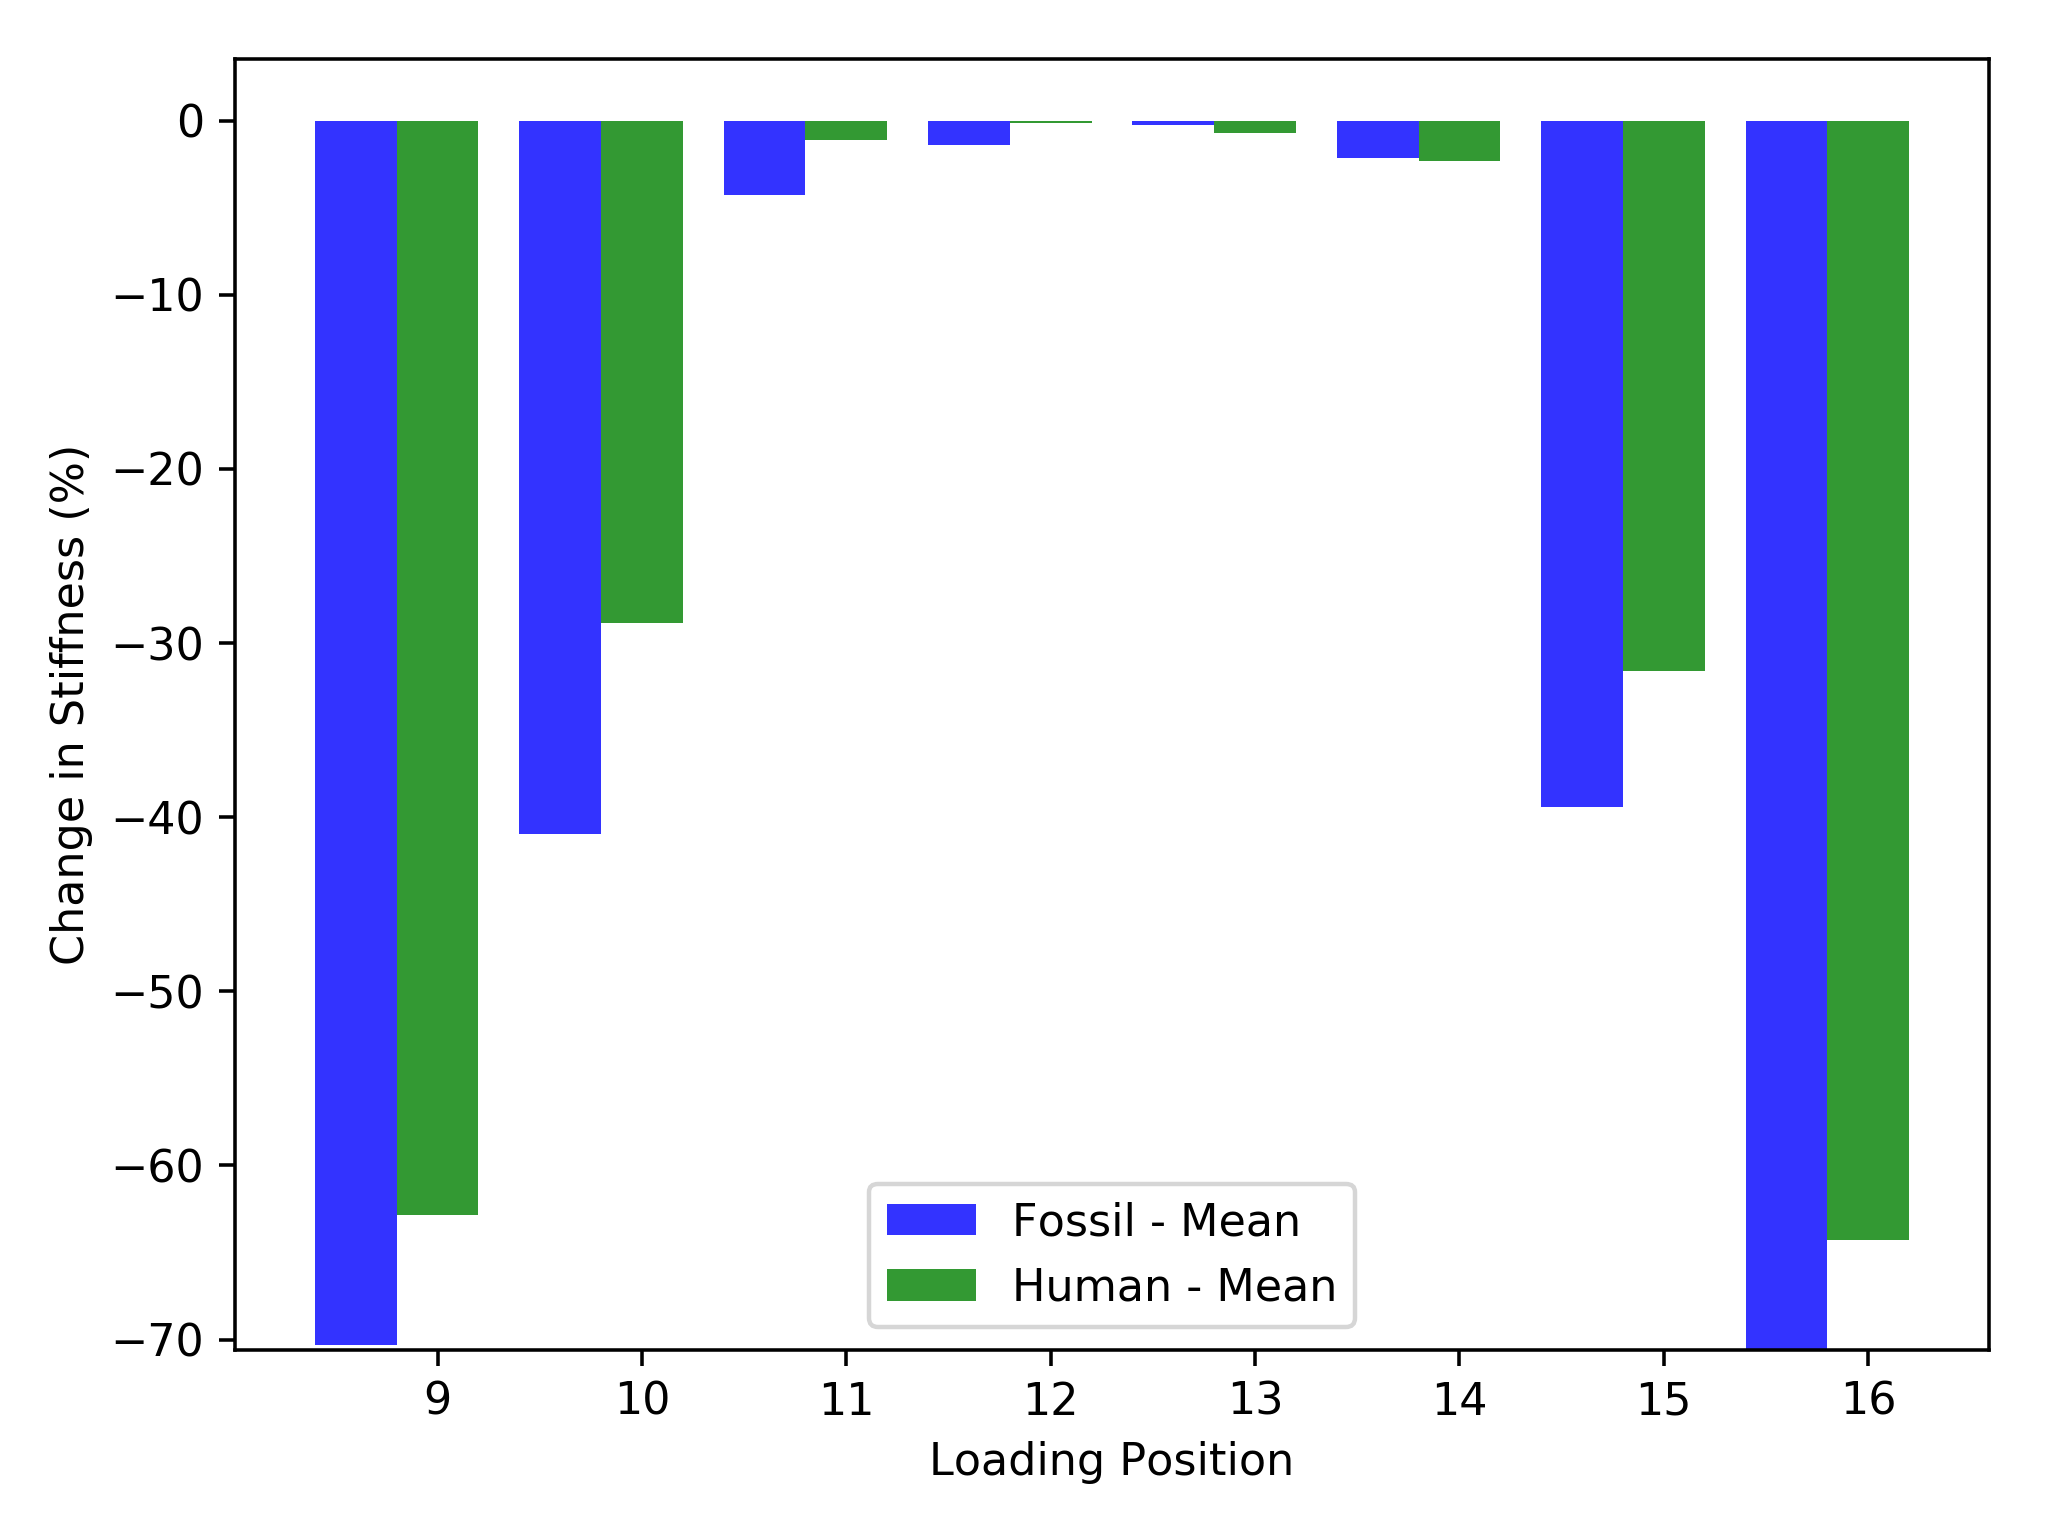 0
−10
−20
−30
−40
−50
−60
−70
Change in Stiffness (%)
Fossil - Mean
Human - Mean
9 10 11 12 13 14 15 16
Loading Position